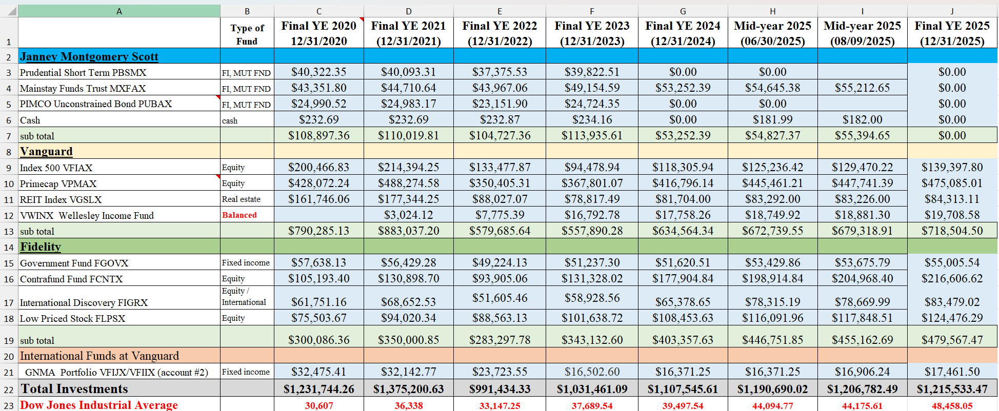 A B C D E F G H I J
1 Type of Fund Final YE 2020 12/31/2020 Final YE 2021 (12/31/2021) Final YE 2022 (12/31/2022) Final YE 2023 (12/31/2023) Final YE 2024 (12/31/2024) Mid-year 2025 (06/30/2025) Mid-year 2025 (08/09/2025) Final YE 2025 (12/31/2025)
2 Janney Montgomery Scott
3 Prudential Short Term PBSMX FI, MUT FND $40,322.35 $40,093.31 $37,375.53 $39,822.51 $0.00 $0.00 $0.00
4 Mainstay Funds Trust MXFAX FI, MUT FND $43,351.80 $44,710.64 $43,967.06 $49,154.59 $53,252.39 $54,645.38 $55,212.65 $0.00
5 PIMCO Unconstrained Bond PUBAX FI, MUT FND $24,990.52 $24,983.17 $23,151.90 $24,724.35 $0.00 $0.00 $0.00
6 Cash cash $232.69 $232.69 $232.87 $234.16 $0.00 $181.99 $182.00 $0.00
7 sub total $108,897.36 $110,019.81 $104,727.36 $113,935.61 $53,252.39 $54,827.37 $55,394.65 $0.00
8 Vanguard
9 Index 500 VFIAX Equity $200,466.83 $214,394.25 $133,477.87 $94,478.94 $118,305.94 $125,236.42 $129,470.22 $139,397.80
10 Primecap VPMAX Equity $428,072.24 $488,274.58 $350,405.31 $367,801.07 $416,796.14 $445,461.21 $447,741.39 $475,085.01
11 REIT Index VGSLX Real estate $161,746.06 $177,344.25 $88,027.07 $78,817.49 $81,704.00 $83,292.00 $83,226.00 $84,313.11
12 VWINX Wellesley Income Fund Balanced $3,024.12 $7,775.39 $16,792.78 $17,758.26 $18,749.92 $18,881.30 $19,708.58
13 sub total $790,285.13 $883,037.20 $579,685.64 $557,890.28 $634,564.34 $672,739.55 $679,318.91 $718,504.50
14 Fidelity
15 Government Fund FGOVX Fixed income $57,638.13 $56,429.28 $49,224.13 $51,237.30 $51,620.51 $53,429.86 $53,675.79 $55,005.54
16 Contrafund Fund FCNTX Equity $105,193.40 $130,898.70 $93,905.06 $131,328.02 $177,904.84 $198,914.84 $204,968.40 $216,606.62
17 International Discovery FIGRX Equity / International $61,751.16 $68,652.53 $51,605.46 $58,928.56 $65,378.65 $78,315.19 $78,669.99 $83,479.02
18 Low Priced Stock FLPSX Equity $75,503.67 $94,020.34 $88,563.13 $101,638.72 $108,453.63 $116,091.96 $117,848.51 $124,476.29
19 sub total $300,086.36 $350,000.85 $283,297.78 $343,132.60 $403,357.63 $446,751.85 $455,162.69 $479,567.47
20 International Funds at Vanguard
21 GNMA Portfolio VFIJX/VFIIX (account #2) Fixed income $32,475.41 $32,142.77 $23,723.55 $16,502.60 $16,371.25 $16,371.25 $16,906.24 $17,461.50
22 Total Investments $1,231,744.26 $1,375,200.63 $991,434.33 $1,031,461.09 $1,107,545.61 $1,190,690.02 $1,206,782.49 $1,215,533.47
23 Dow Jones Industrial Average 30,607 36,338 33,147.25 37,689.54 39,497.54 44,094.77 44,175.61 48,458.05